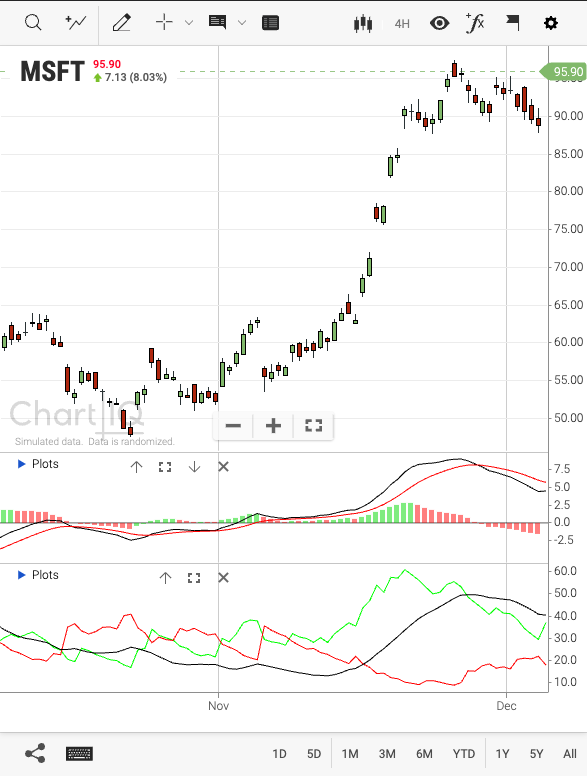 4H
fx
MSFT 95.90
7.13 (8.03%)
95.90
95.00
90.00
85.00
80.00
75.00
70.00
65.00
60.00
55.00
50.00
ChartIQ
Simulated data. Data is randomized.
Plots
7.5
5.0
2.5
0.0
-2.5
Plots
60.0
50.0
40.0
30.0
20.0
10.0
Nov Dec
1D 5D 1M 3M 6M YTD 1Y 5Y All